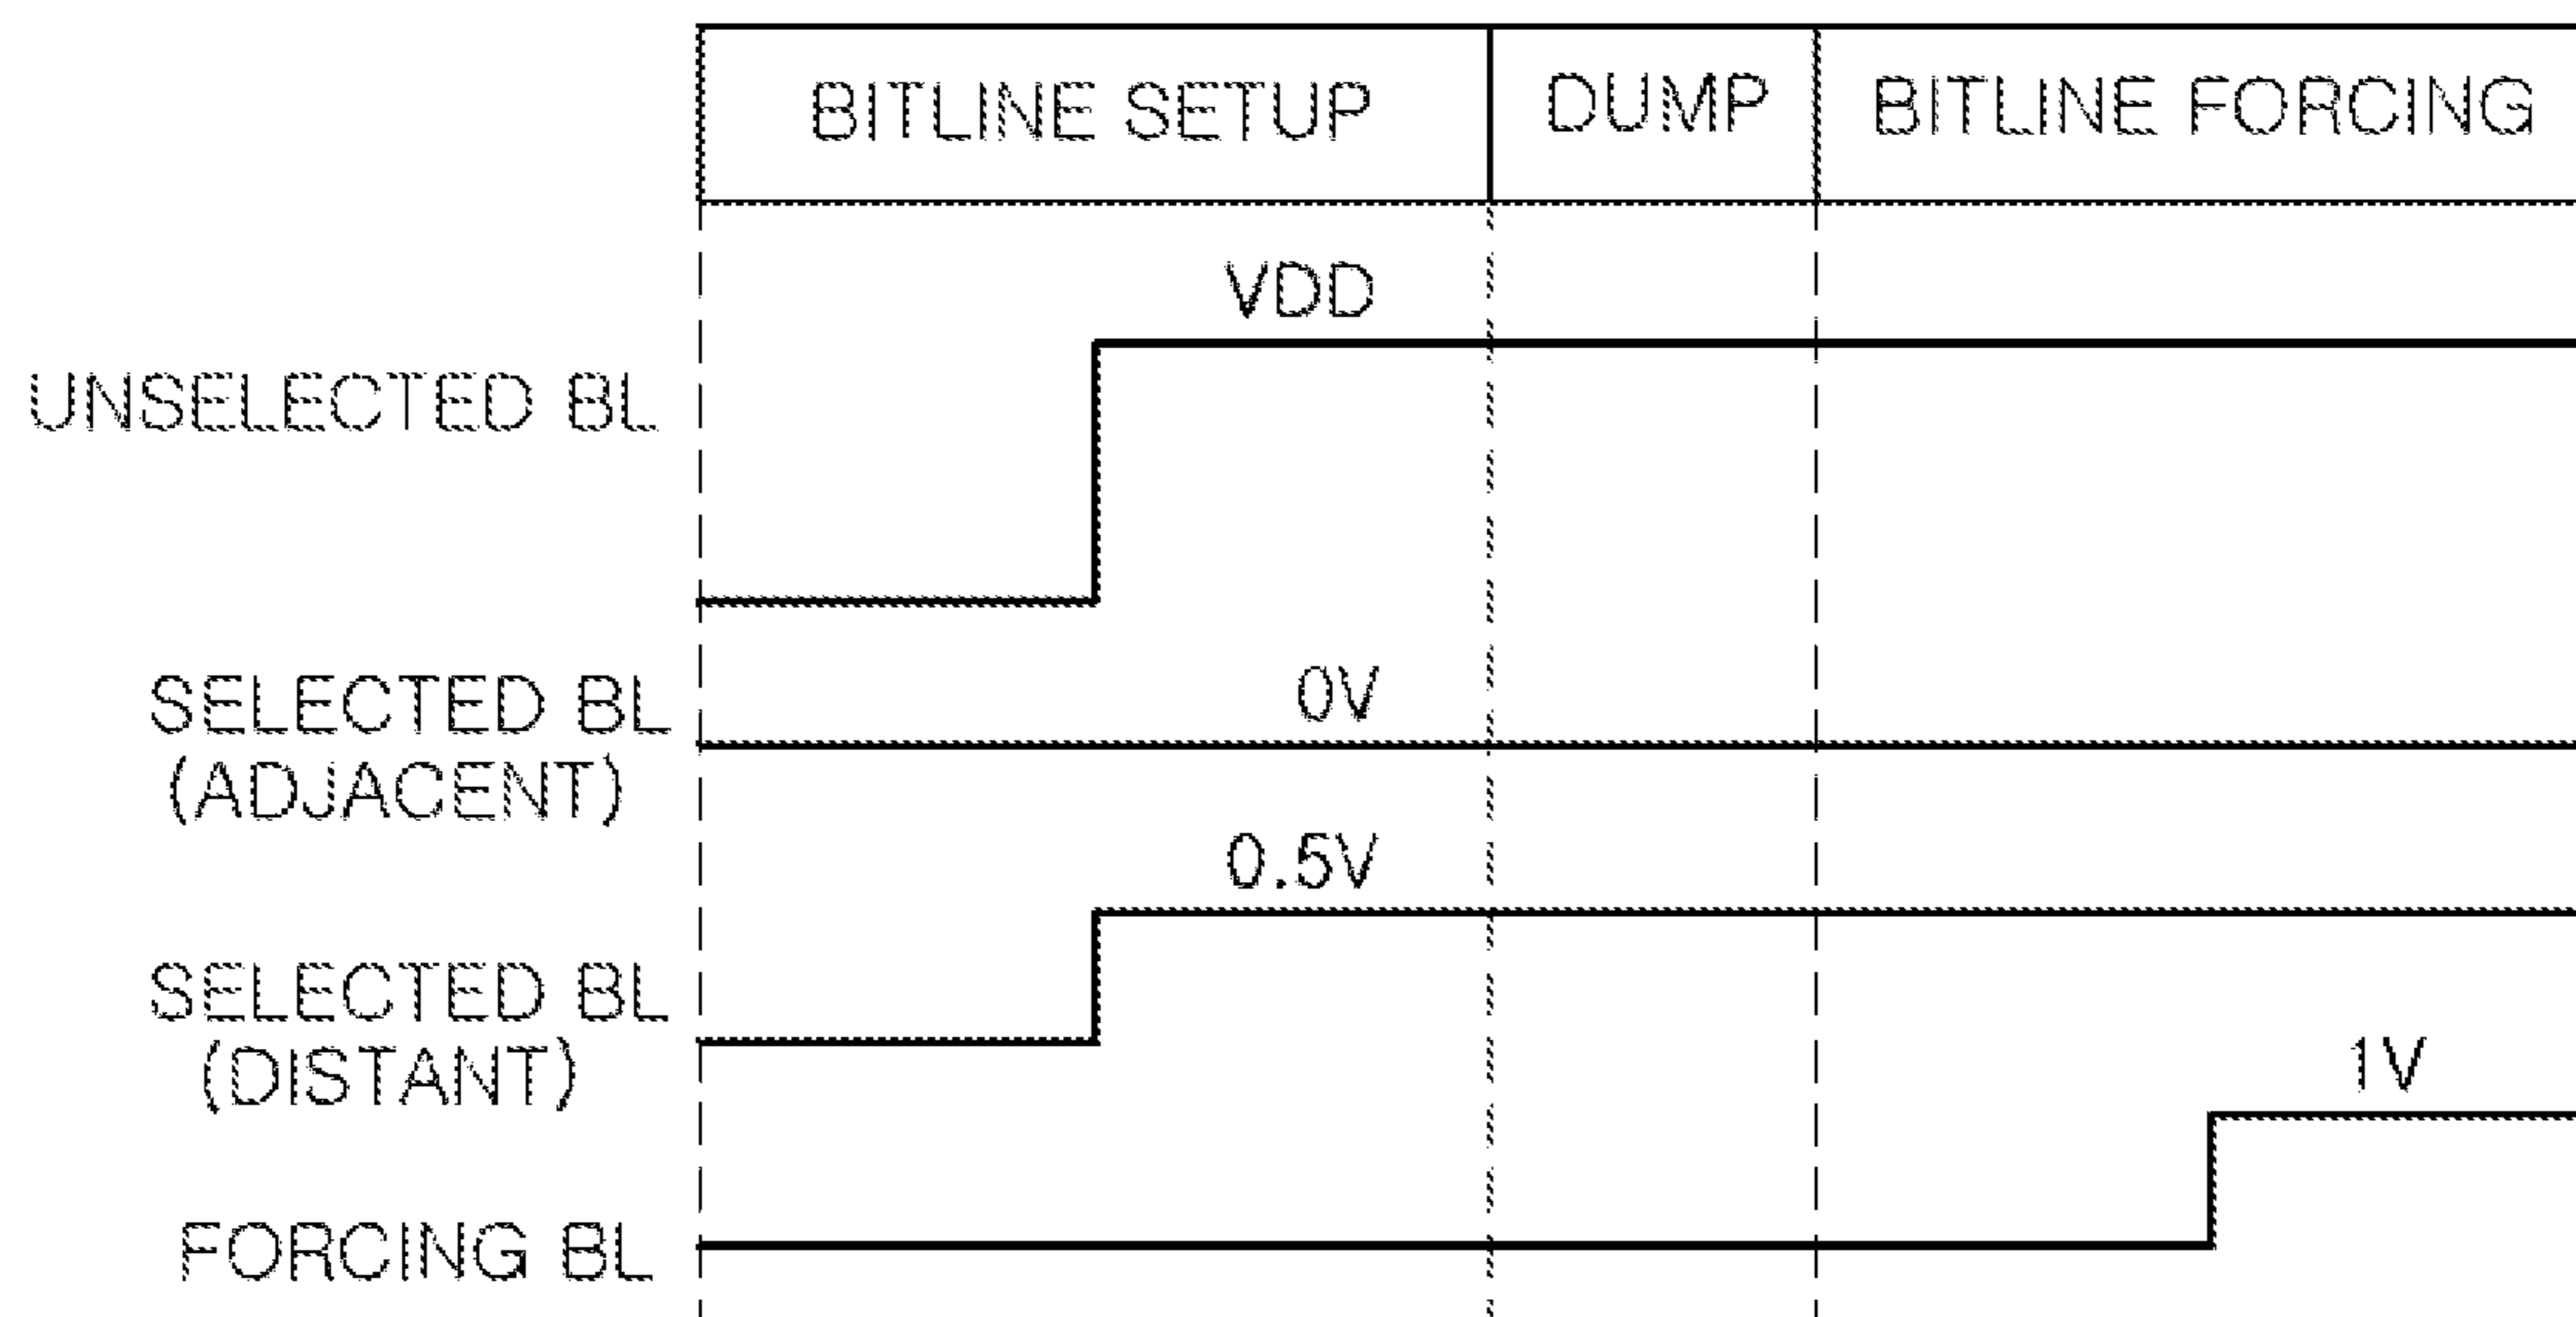 BITLINE SETUP DUMP BITLINE FORCING
VDD
UNSELECTED BL
0V
SELECTED BL
(ADJACENT)
0.5V
SELECTED BL
(DISTANT)
1V
FORCING BL